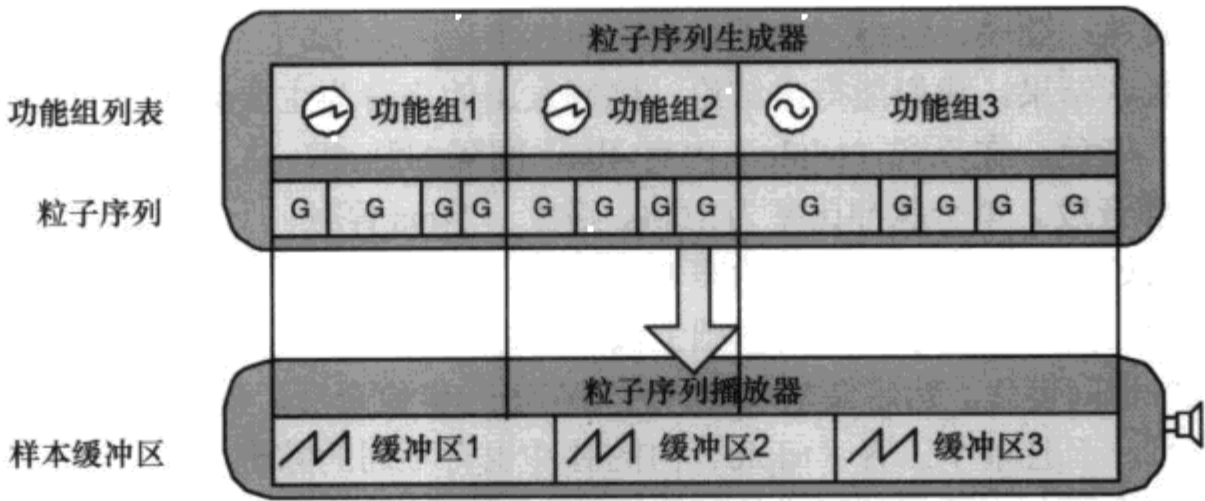 粒子序列生成器
功能组列表 功能组1 功能组2 功能组3
粒子序列 G G G G G G G G G G G G G
粒子序列播放器
样本缓冲区 缓冲区1 缓冲区2 缓冲区3